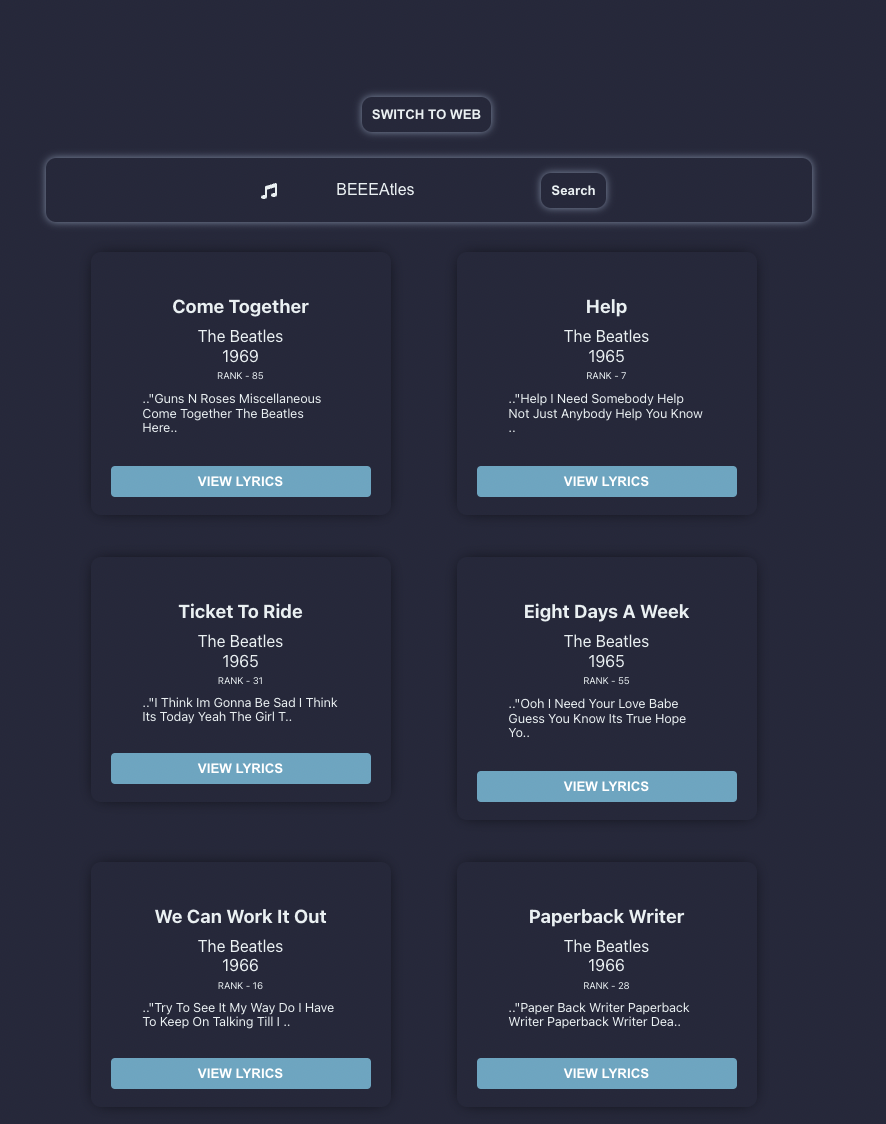 SWITCH TO WEB
BEEEAtles
Search
Come Together
The Beatles
1969
RANK - 85
.."Guns N Roses Miscellaneous
Come Together The Beatles
Here..
VIEW LYRICS
Help
The Beatles
1965
RANK - 7
.."Help I Need Somebody Help
Not Just Anybody Help You Know
..
VIEW LYRICS
Ticket To Ride
The Beatles
1965
RANK - 31
.."I Think Im Gonna Be Sad I Think
Its Today Yeah The Girl T..
VIEW LYRICS
Eight Days A Week
The Beatles
1965
RANK - 55
.."Ooh I Need Your Love Babe
Guess You Know Its True Hope
Yo..
VIEW LYRICS
We Can Work It Out
The Beatles
1966
RANK - 16
.."Try To See It My Way Do I Have
To Keep On Talking Till I ..
VIEW LYRICS
Paperback Writer
The Beatles
1966
RANK - 28
.."Paper Back Writer Paperback
Writer Paperback Writer Dea..
VIEW LYRICS